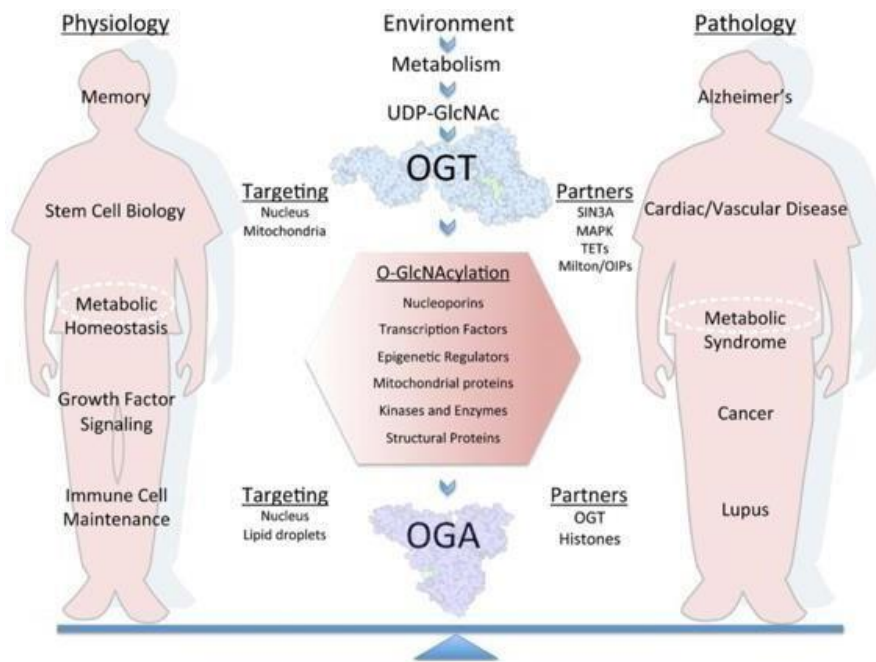 Physiology
Memory
Stem Cell Biology
Metabolic
Homeostasis
Growth Factor
Signaling
Immune Cell
Maintenance
Environment
Metabolism
UDP-GlcNAc
OGT
Targeting
Nucleus
Mitochondria
Partners
SIN3A
MAPK
TETs
Milton/OIPs
O-GlcNAcylation
Nucleoporins
Transcription Factors
Epigenetic Regulators
Mitochondrial proteins
Kinases and Enzymes
Structural Proteins
Targeting
Nucleus
Lipid droplets
OGA
Partners
OGT
Histones
Pathology
Alzheimer's
Cardiac/Vascular Disease
Metabolic
Syndrome
Cancer
Lupus